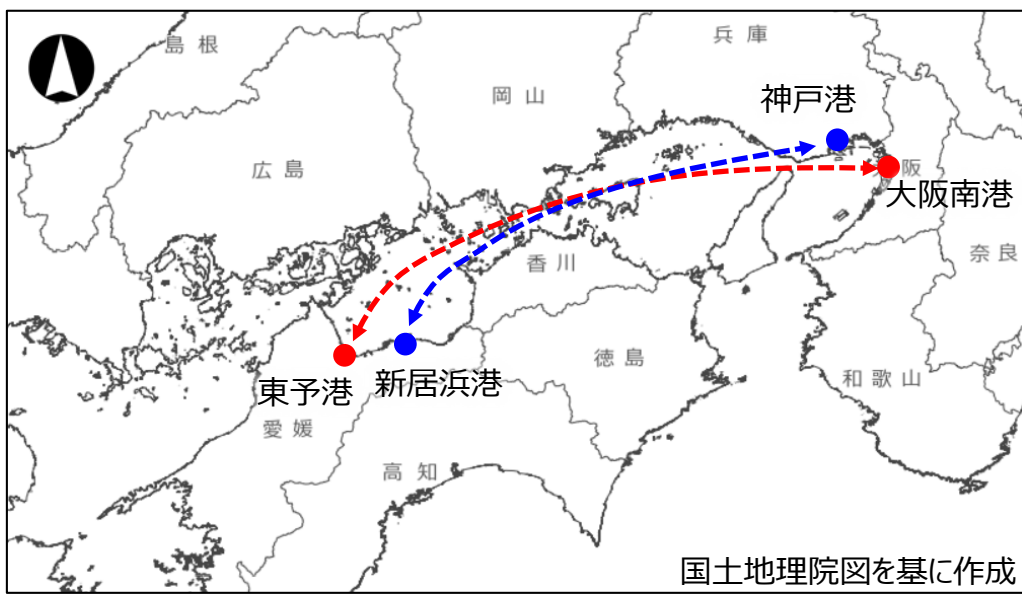 島根
兵庫
岡山
神戸港
広島
大阪
大阪南港
香川
奈良
徳島
東予港
新居浜港
和歌山
愛媛
高知
国土地理院図を基に作成